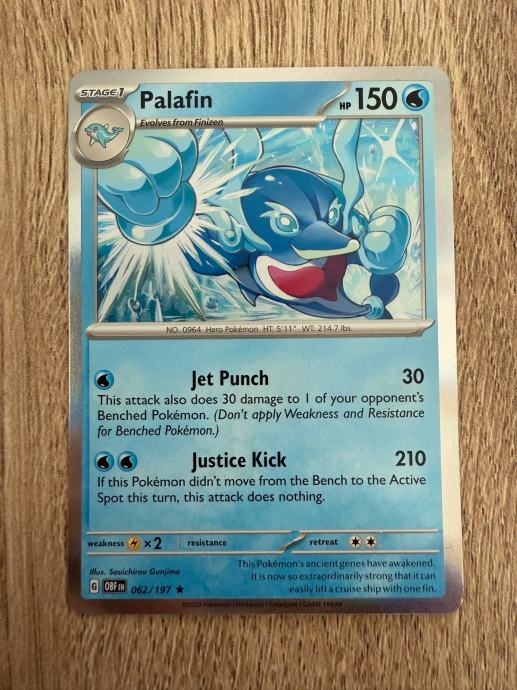 STAGE 1 Palafin HP 150
Evolves from Finizen
NO. 0964 Hero Pokémon HT: 5'11" WT: 214.7 lbs.
Jet Punch 30
This attack also does 30 damage to 1 of your opponent's
Benched Pokémon. (Don't apply Weakness and Resistance
for Benched Pokémon.)
Justice Kick 210
If this Pokémon didn't move from the Bench to the Active
Spot this turn, this attack does nothing.
weakness ×2 resistance retreat
Illus. Souichirou Gunjima
This Pokémon's ancient genes have awakened.
It is now so extraordinarily strong that it can
easily lift a cruise ship with one fin.
G OBF EN 062/197 ★
©2023 Pokémon / Nintendo / Creatures / GAME FREAK